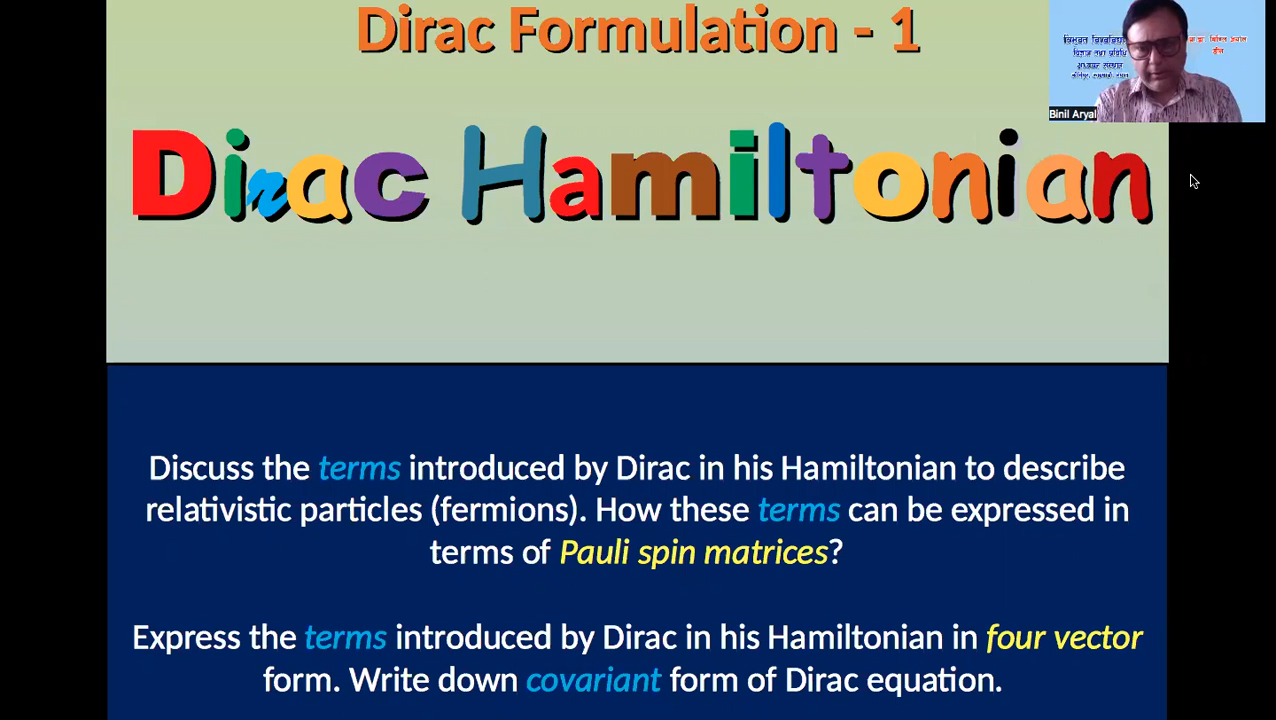 Dirac Formulation - 1
Dirac Hamiltonian
Binil Aryal
Discuss the terms introduced by Dirac in his Hamiltonian to describe
relativistic particles (fermions). How these terms can be expressed in
terms of Pauli spin matrices?
Express the terms introduced by Dirac in his Hamiltonian in four vector
form. Write down covariant form of Dirac equation.